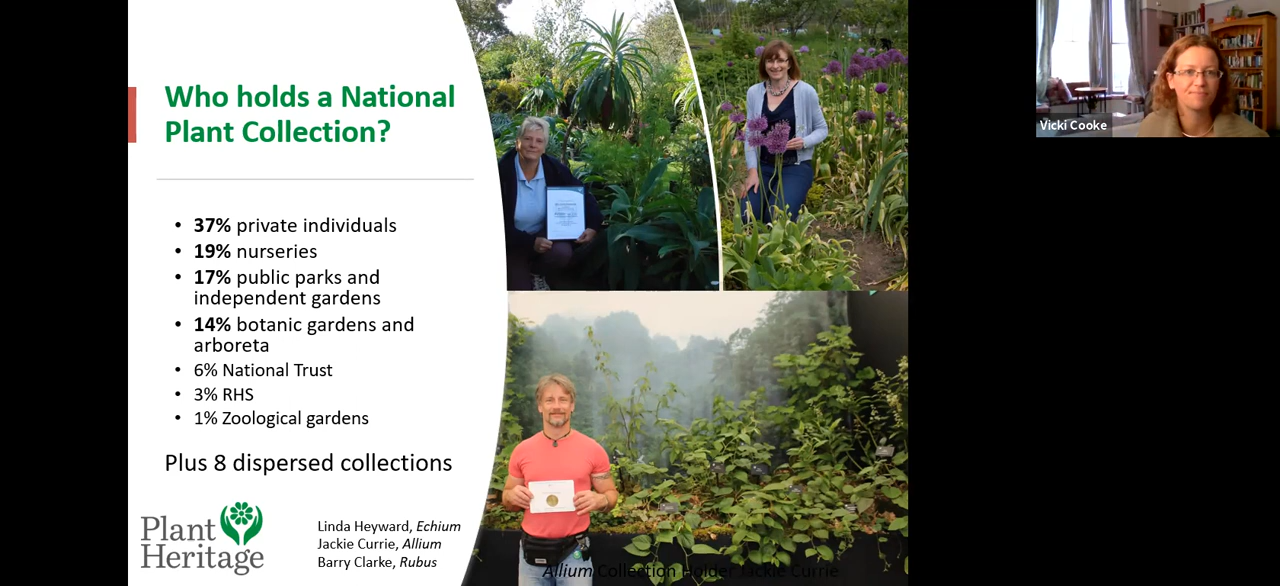 Who holds a National
Plant Collection?
• 37% private individuals
• 19% nurseries
• 17% public parks and
independent gardens
• 14% botanic gardens and
arboreta
• 6% National Trust
• 3% RHS
• 1% Zoological gardens
Plus 8 dispersed collections
Plant
Heritage
Linda Heyward, Echium
Jackie Currie, Allium
Barry Clarke, Rubus
Allium Collection Holder Jackie Currie
Vicki Cooke